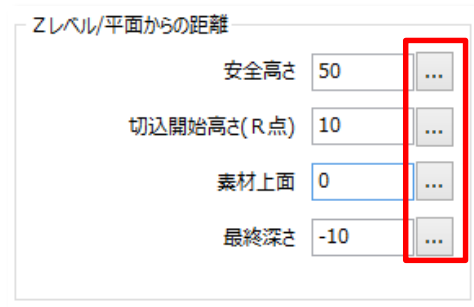 Zレベル/平面からの距離
安全高さ 50 ...
切込開始高さ(R点) 10 ...
素材上面 0 ...
最終深さ -10 ...